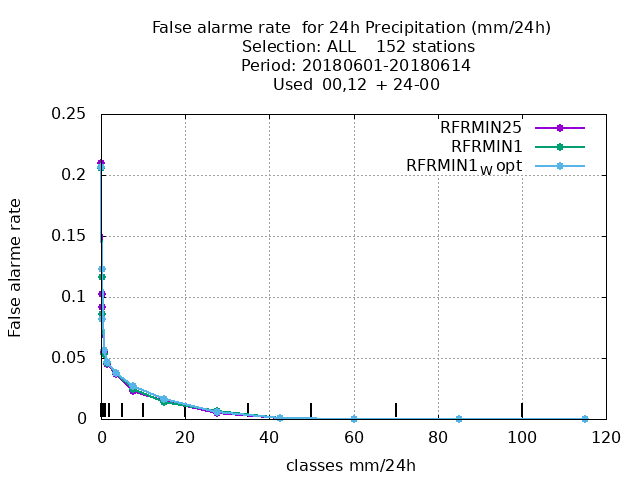 False alarme rate  for 24h Precipitation (mm/24h)
Selection: ALL    152 stations
Period: 20180601-20180614
Used  00,12  + 24-00
RFRMIN25
RFRMIN1
RFRMIN1W opt
0.25
0.2
0.15
0.1
0.05
0
False alarme rate
0 20 40 60 80 100 120
classes mm/24h